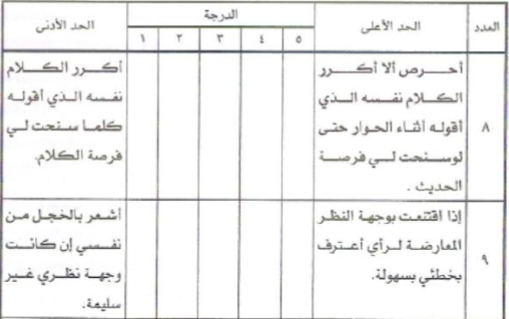 العدد الحد الأعلى الدرجة الحد الأدنى
٥ ٤ ٣ ٢ ١
٨
أحرص ألا أكرر
الكلام نفسه الذي
أقوله أثناء الحوار حتى
لوسنحت لي فرصة
الحديث .
أكرر الكلام
نفسه الذي أقوله
كلما سنحت لي
فرصة الكلام.
٩
إذا اقتنعت بوجهة النظر
المعارضة لرأي أعترف
بخطئي بسهولة.
أشعر بالخجل من
نفسي إن كانت
وجهة نظري غير
سليمة.